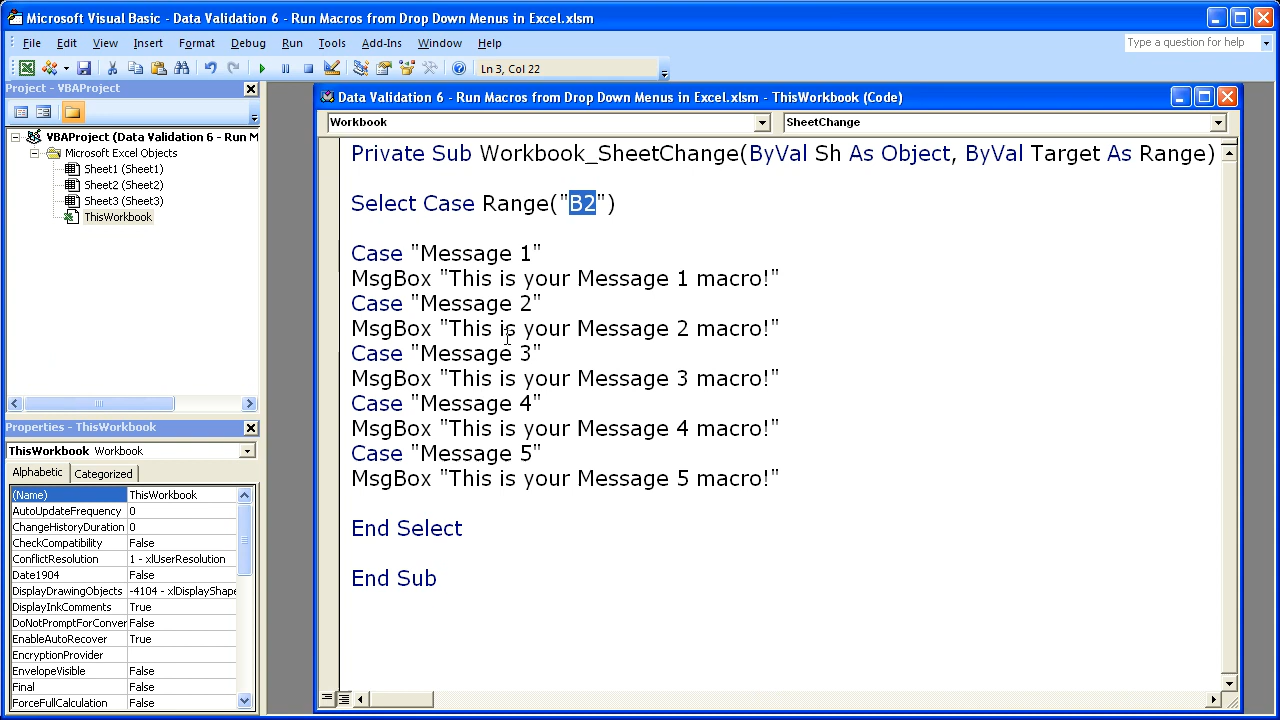 Microsoft Visual Basic - Data Validation 6 - Run Macros from Drop Down Menus in Excel.xlsm
File Edit View Insert Format Debug Run Tools Add-Ins Window Help
Type a question for help
Ln 3, Col 22
Project - VBAProject
VBAProject (Data Validation 6 - Run M
Microsoft Excel Objects
Sheet1 (Sheet1)
Sheet2 (Sheet2)
Sheet3 (Sheet3)
ThisWorkbook
Properties - ThisWorkbook
ThisWorkbook Workbook
Alphabetic Categorized
(Name) ThisWorkbook
AutoUpdateFrequency 0
ChangeHistoryDuration 0
CheckCompatibility False
ConflictResolution 1 - xlUserResolution
Date1904 False
DisplayDrawingObjects -4104 - xlDisplayShape
DisplayInkComments True
DoNotPromptForConver False
EnableAutoRecover True
EncryptionProvider
EnvelopeVisible False
Final False
ForceFullCalculation False
Data Validation 6 - Run Macros from Drop Down Menus in Excel.xlsm - ThisWorkbook (Code)
Workbook SheetChange
Private Sub Workbook_SheetChange(ByVal Sh As Object, ByVal Target As Range)
Select Case Range("B2")
Case "Message 1"
MsgBox "This is your Message 1 macro!"
Case "Message 2"
MsgBox "This is your Message 2 macro!"
Case "Message 3"
MsgBox "This is your Message 3 macro!"
Case "Message 4"
MsgBox "This is your Message 4 macro!"
Case "Message 5"
MsgBox "This is your Message 5 macro!"
End Select
End Sub